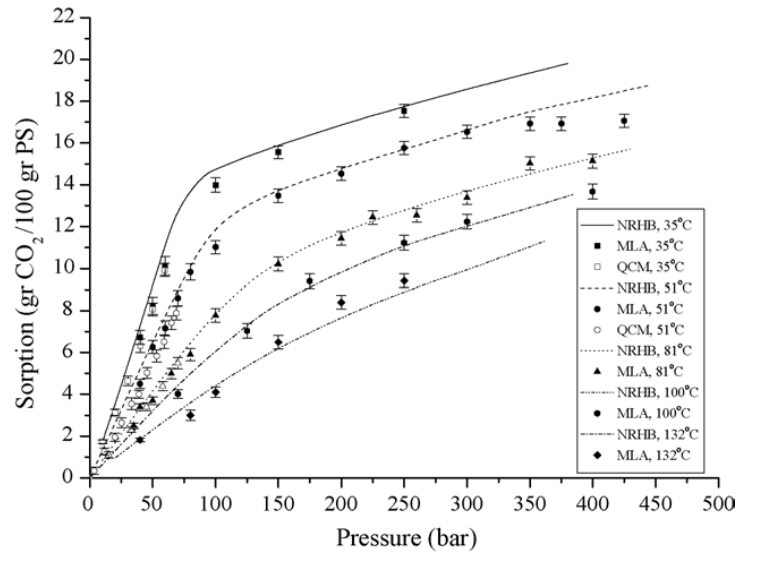 22
20
18
16
14
12
10
8
6
4
2
0
Sorption (gr CO₂/100 gr PS)
0 50 100 150 200 250 300 350 400 450 500
Pressure (bar)
NRHB, 35°C
MLA, 35°C
QCM, 35°C
NRHB, 51°C
MLA, 51°C
QCM, 51°C
NRHB, 81°C
MLA, 81°C
NRHB, 100°C
MLA, 100°C
NRHB, 132°C
MLA, 132°C